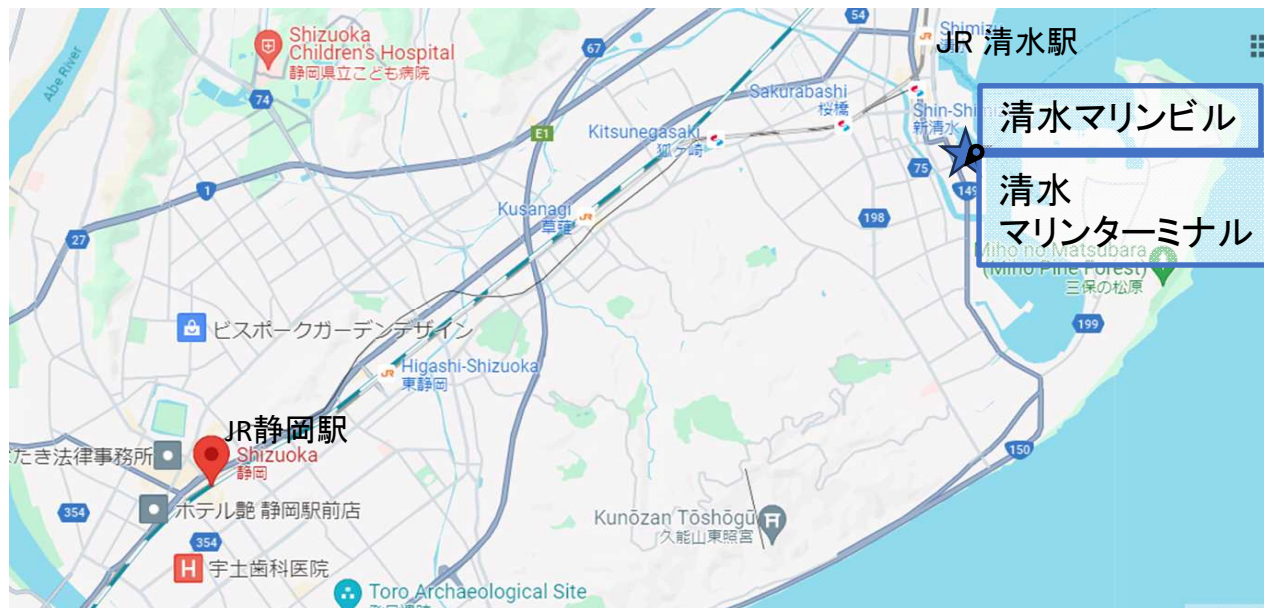 54
Shimizu
JR 清水駅
Shizuoka
Children's Hospital
静岡県立こども病院
67
Abe River
74
Sakurabashi
桜橋
清水マリンビル
Kitsunegasaki
狐ヶ崎
新清水
E1
75
清水
マリンターミナル
149
1
Kusanagi
草薙
198
27
Miho no Matsubara
(Miho Pine Forest)
三保の松原
ビスポークガーデンデザイン
199
Higashi-Shizuoka
東静岡
JR静岡駅
たき法律事務所
Shizuoka
静岡
150
354
ホテル艶 静岡駅前店
Kunōzan Tōshōgū
久能山東照宮
354
宇土歯科医院
Toro Archaeological Site